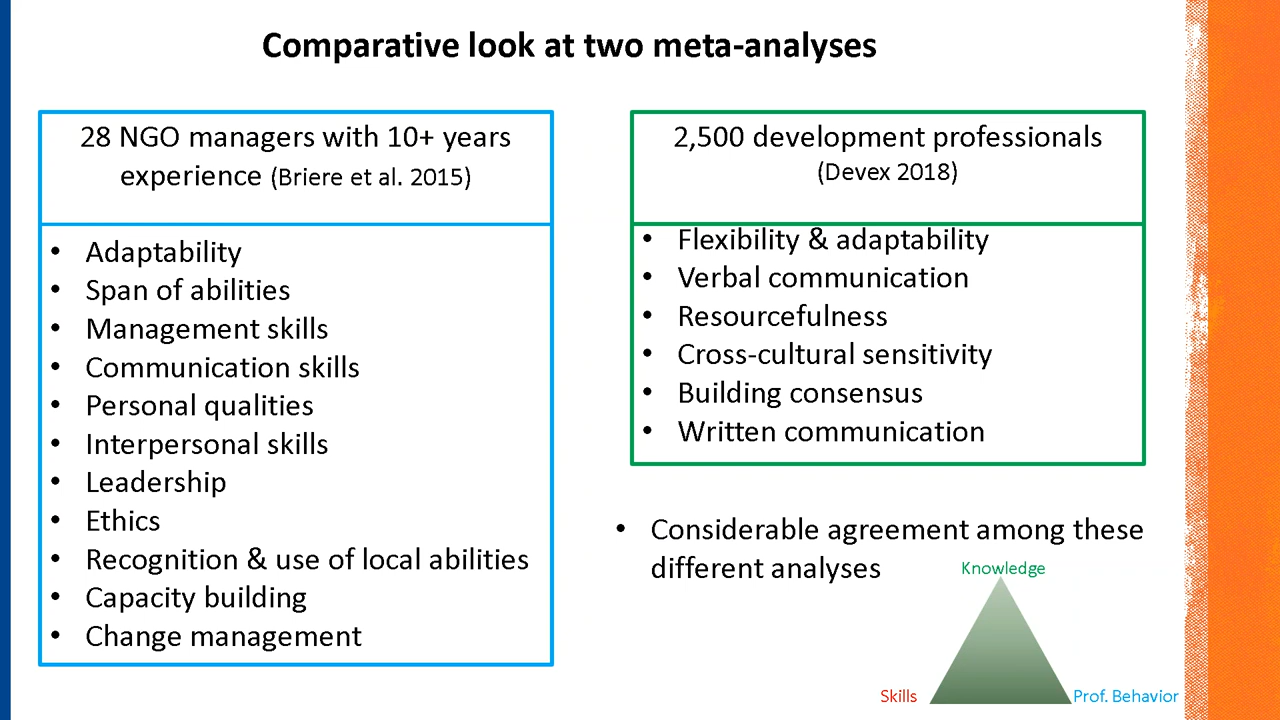 Comparative look at two meta-analyses
28 NGO managers with 10+ years
experience (Briere et al. 2015)
• Adaptability
• Span of abilities
• Management skills
• Communication skills
• Personal qualities
• Interpersonal skills
• Leadership
• Ethics
• Recognition & use of local abilities
• Capacity building
• Change management
2,500 development professionals
(Devex 2018)
• Flexibility & adaptability
• Verbal communication
• Resourcefulness
• Cross-cultural sensitivity
• Building consensus
• Written communication
• Considerable agreement among these
different analyses
Knowledge
Skills
Prof. Behavior